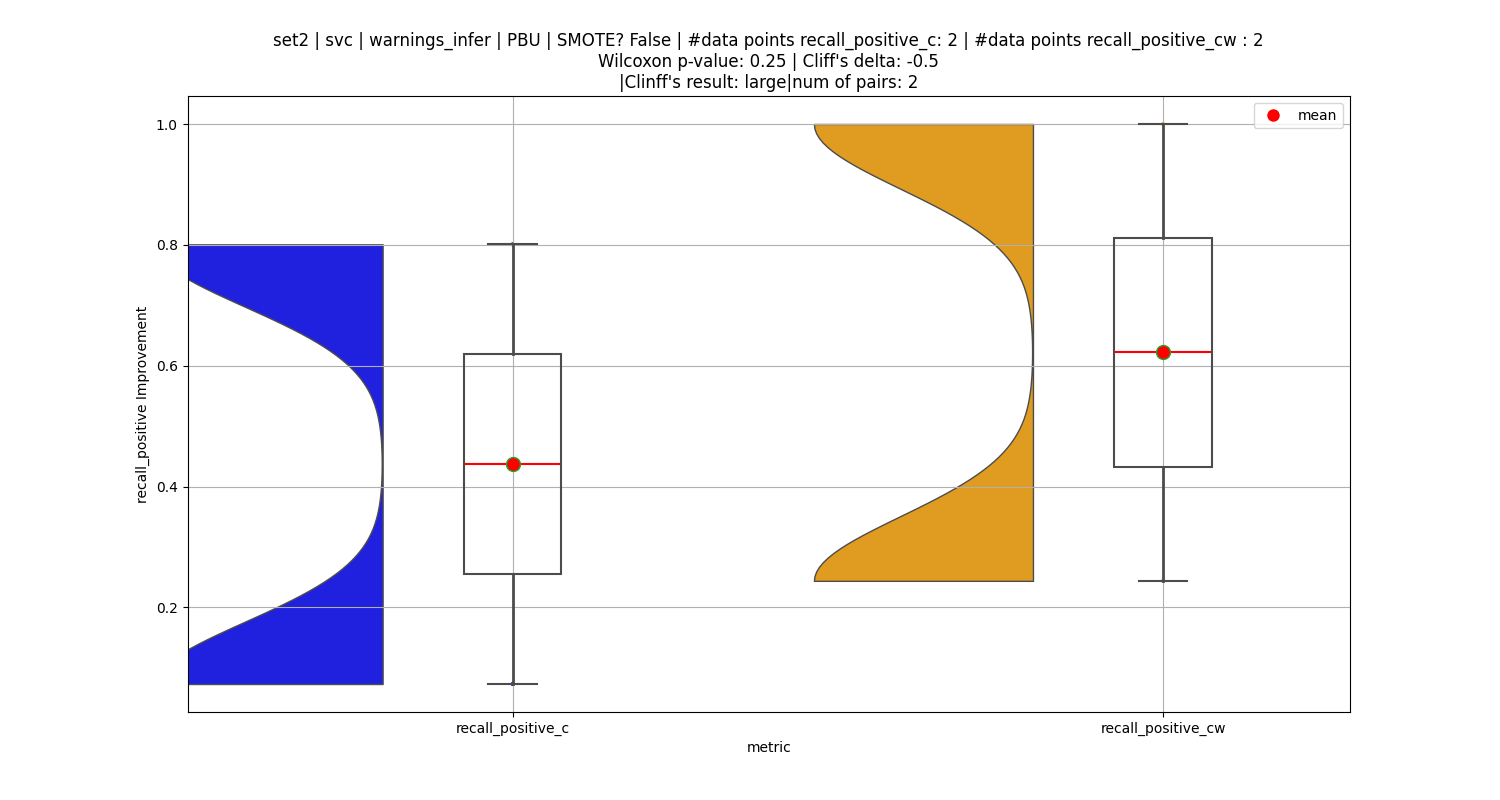 set2 | svc | warnings_infer | PBU | SMOTE? False | #data points recall_positive_c: 2 | #data points recall_positive_cw : 2
Wilcoxon p-value: 0.25 | Cliff's delta: -0.5
|Clinff's result: large|num of pairs: 2
mean
1.0
0.8
0.6
0.4
0.2
recall_positive Improvement
recall_positive_c
recall_positive_cw
metric